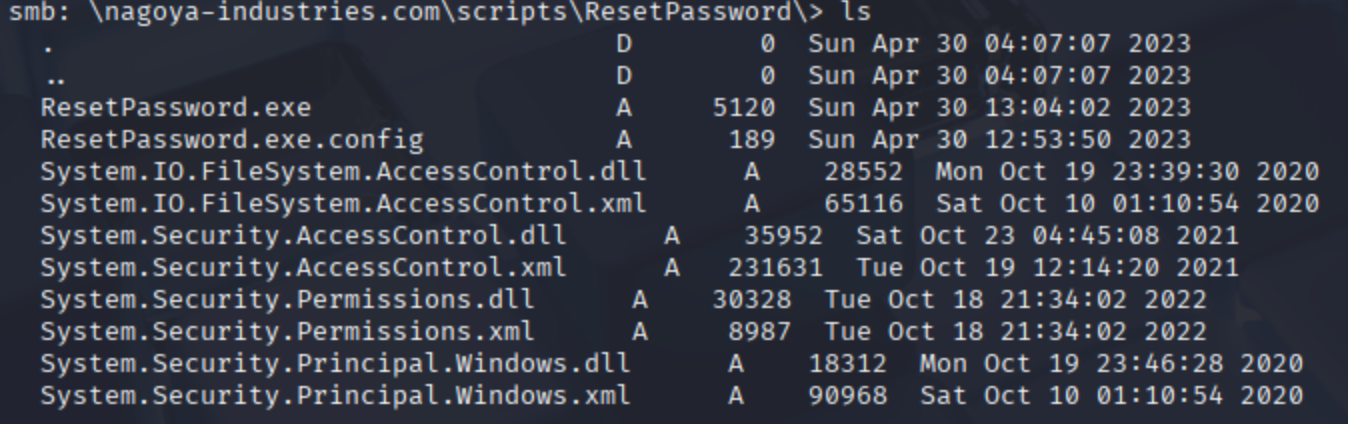 smb: \nagoya-industries.com\scripts\ResetPassword\> ls
. D 0 Sun Apr 30 04:07:07 2023
.. D 0 Sun Apr 30 04:07:07 2023
ResetPassword.exe A 5120 Sun Apr 30 13:04:02 2023
ResetPassword.exe.config A 189 Sun Apr 30 12:53:50 2023
System.IO.FileSystem.AccessControl.dll A 28552 Mon Oct 19 23:39:30 2020
System.IO.FileSystem.AccessControl.xml A 65116 Sat Oct 10 01:10:54 2020
System.Security.AccessControl.dll A 35952 Sat Oct 23 04:45:08 2021
System.Security.AccessControl.xml A 231631 Tue Oct 19 12:14:20 2021
System.Security.Permissions.dll A 30328 Tue Oct 18 21:34:02 2022
System.Security.Permissions.xml A 8987 Tue Oct 18 21:34:02 2022
System.Security.Principal.Windows.dll A 18312 Mon Oct 19 23:46:28 2020
System.Security.Principal.Windows.xml A 90968 Sat Oct 10 01:10:54 2020